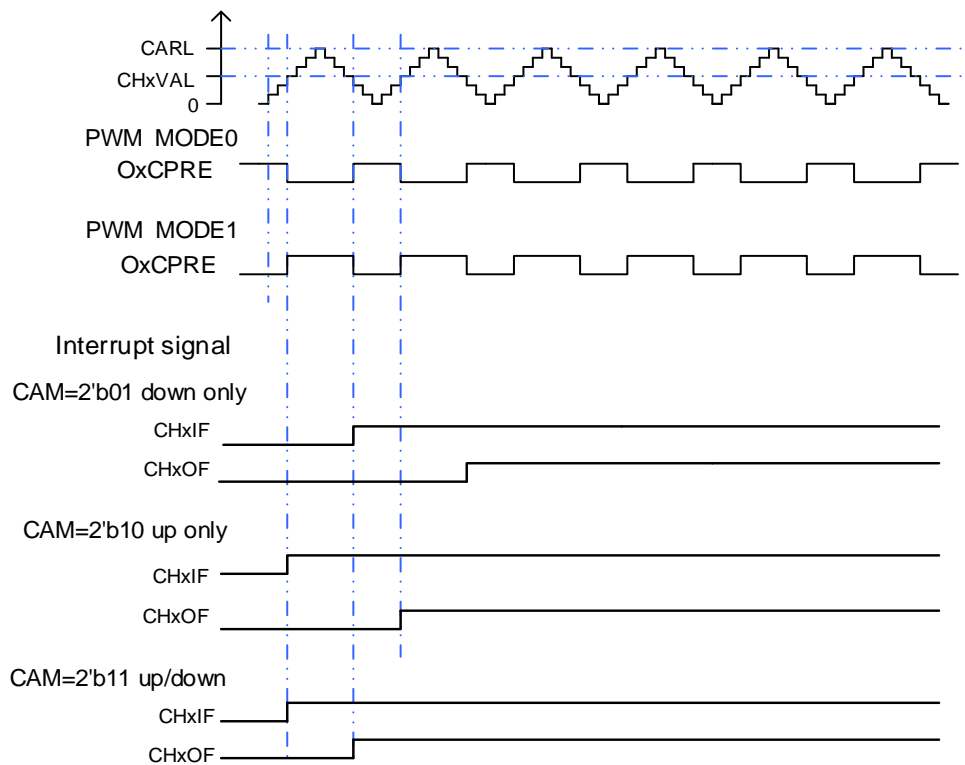 CARL
CHxVAL
0
PWM MODE0
OxCPRE
PWM MODE1
OxCPRE
Interrupt signal
CAM=2'b01 down only
CHxIF
CHxOF
CAM=2'b10 up only
CHxIF
CHxOF
CAM=2'b11 up/down
CHxIF
CHxOF